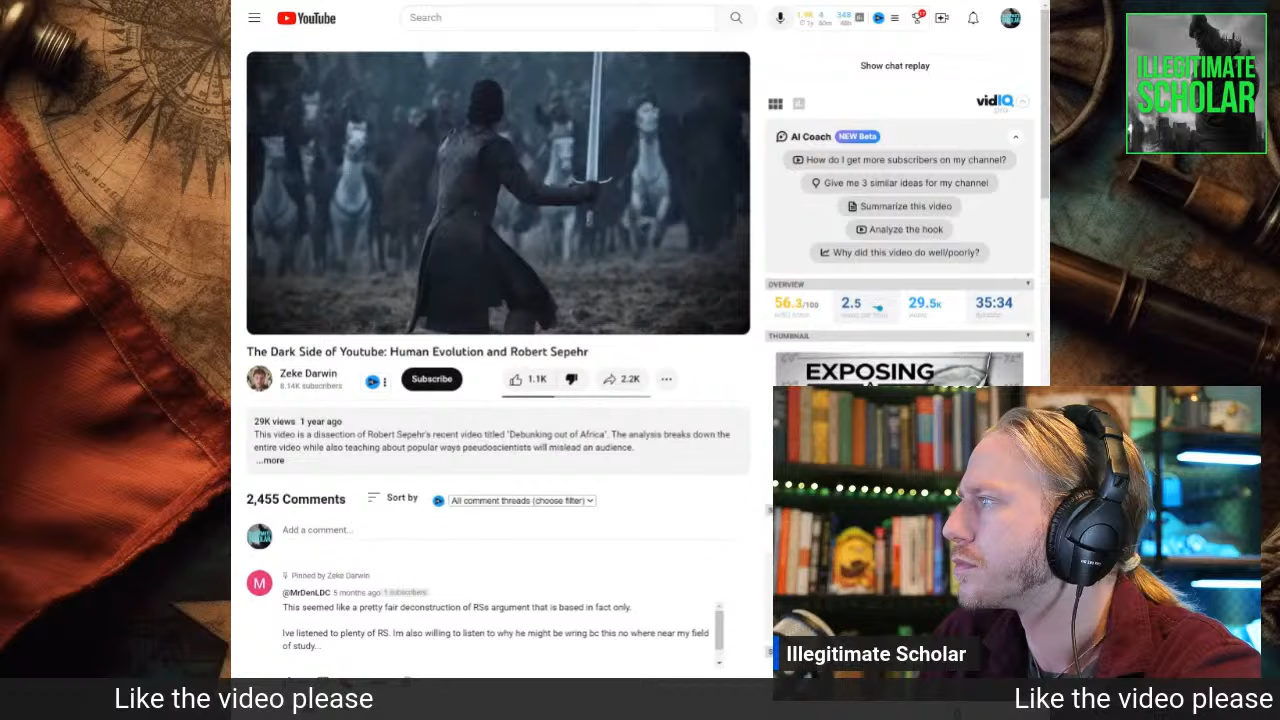 YouTube
Search
4
348
Show chat replay
vidIQ
AI Coach NEW Beta
How do I get more subscribers on my channel?
Give me 3 similar ideas for my channel
Summarize this video
Analyze the hook
Why did this video do well/poorly?
OVERVIEW
56.3/100
2.5
29.5K
35:34
THUMBNAIL
EXPOSING
ILLEGITIMATE
SCHOLAR
The Dark Side of Youtube: Human Evolution and Robert Sepehr
Zeke Darwin
8.14K subscribers
Subscribe
1.1K
2.2K
29K views 1 year ago
This video is a dissection of Robert Sepehr's recent video titled "Debunking out of Africa". The analysis breaks down the
entire video while also teaching about popular ways pseudoscientists will mislead an audience.
...more
2,455 Comments
Sort by
All comment threads (choose filter)
Add a comment...
M
Pinned by Zeke Darwin
@MrDenLDC 5 months ago 1 subscribers
This seemed like a pretty fair deconstruction of RSs argument that is based in fact only.
Ive listened to plenty of RS. Im also willing to listen to why he might be wring bc this no where near my field
of study...
Illegitimate Scholar
Like the video please
Like the video please